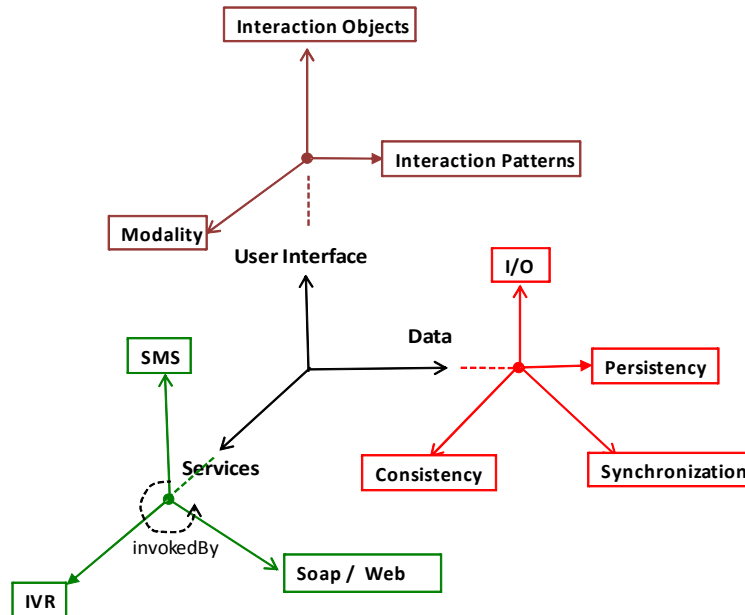 Interaction Objects
Interaction Patterns
Modality
User Interface
I/O
Data
SMS
Persistency
Services
Consistency
Synchronization
invokedBy
Soap / Web
IVR